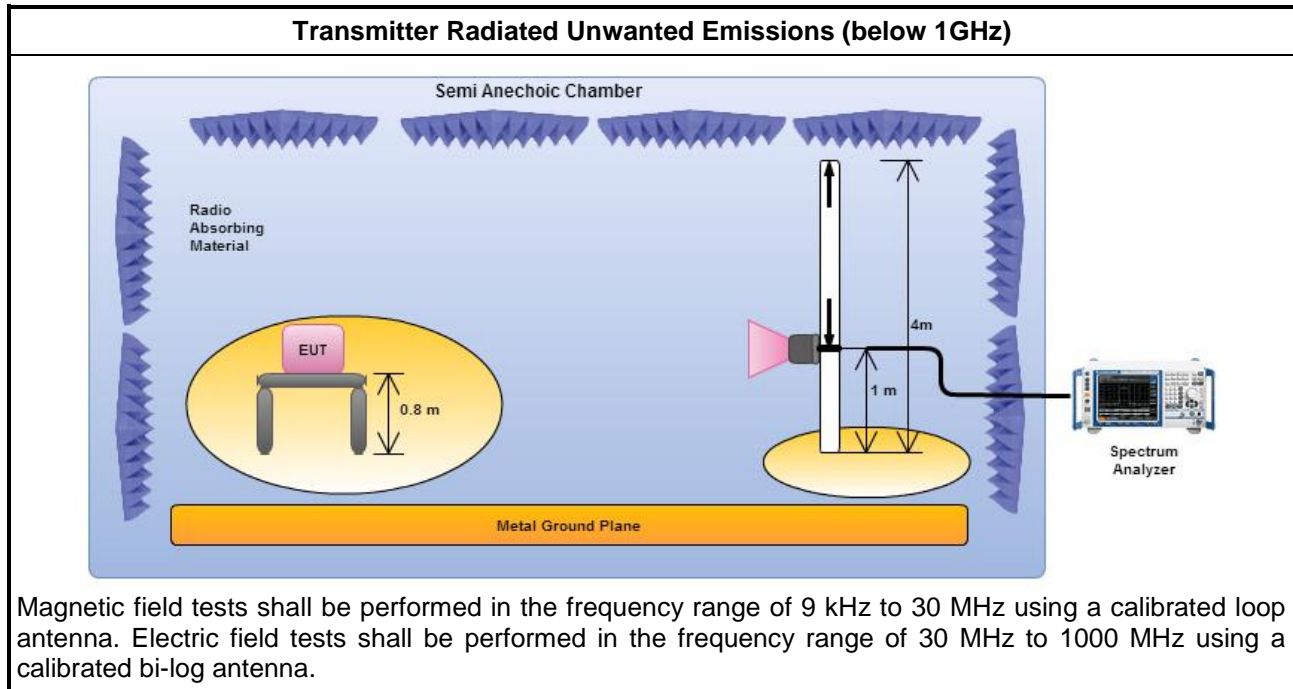 Transmitter Radiated Unwanted Emissions (below 1GHz)
Semi Anechoic Chamber
Radio
Absorbing
Material
EUT
0.8 m
4m
1 m
Spectrum
Analyzer
Metal Ground Plane
Magnetic field tests shall be performed in the frequency range of 9 kHz to 30 MHz using a calibrated loop
antenna. Electric field tests shall be performed in the frequency range of 30 MHz to 1000 MHz using a
calibrated bi-log antenna.